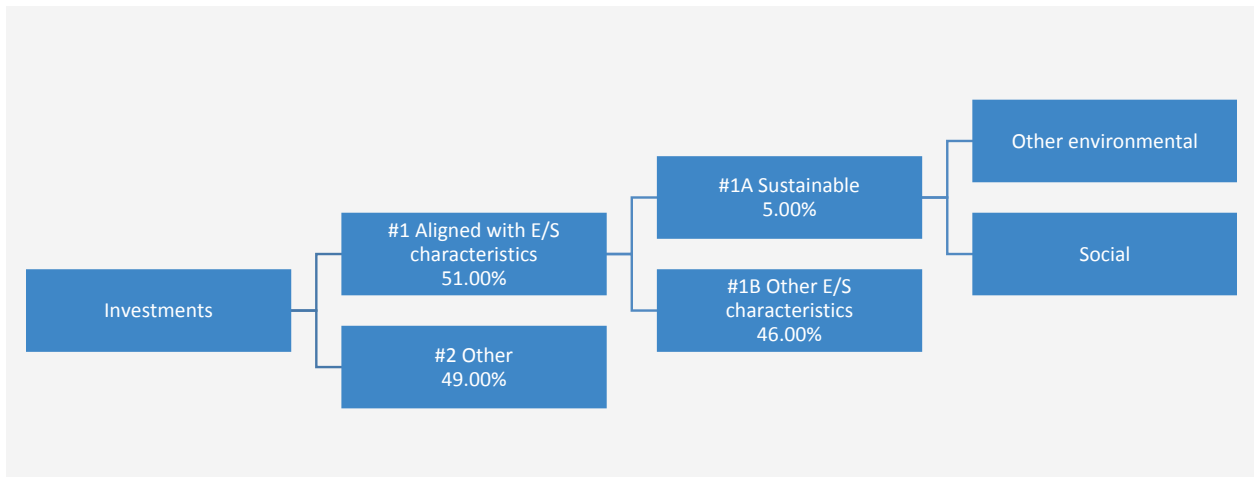 Investments
#1 Aligned with E/S
characteristics
51.00%
#2 Other
49.00%
#1A Sustainable
5.00%
#1B Other E/S
characteristics
46.00%
Other environmental
Social